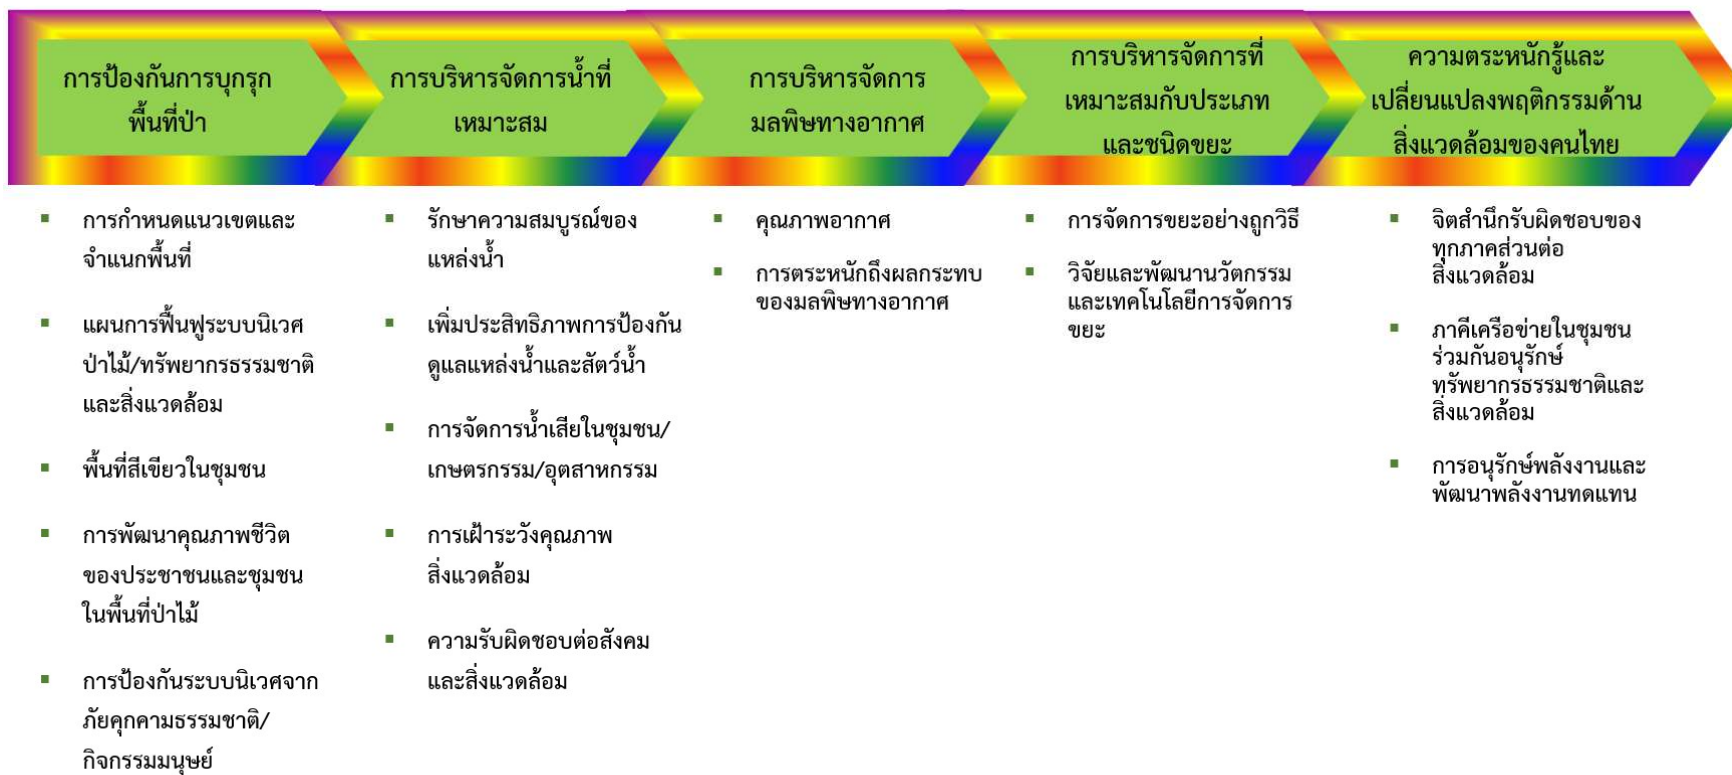 การป้องกันการบุกรุก
พื้นที่ป่า
การบริหารจัดการน้ำที่
เหมาะสม
การบริหารจัดการ
มลพิษทางอากาศ
การบริหารจัดการที่
เหมาะสมกับประเภท
และชนิดขยะ
ความตระหนักรู้และ
เปลี่ยนแปลงพฤติกรรมด้าน
สิ่งแวดล้อมของคนไทย
การกำหนดแนวเขตและ
จำแนกพื้นที่
แผนการฟื้นฟูระบบนิเวศ
ป่าไม้/ทรัพยากรธรรมชาติ
และสิ่งแวดล้อม
พื้นที่สีเขียวในชุมชน
การพัฒนาคุณภาพชีวิต
ของประชาชนและชุมชน
ในพื้นที่ป่าไม้
การป้องกันระบบนิเวศจาก
ภัยคุกคามธรรมชาติ/
กิจกรรมมนุษย์
รักษาความสมบูรณ์ของ
แหล่งน้ำ
เพิ่มประสิทธิภาพการป้องกัน
ดูแลแหล่งน้ำและสัตว์น้ำ
การจัดการน้ำเสียในชุมชน/
เกษตรกรรม/อุตสาหกรรม
การเฝ้าระวังคุณภาพ
สิ่งแวดล้อม
ความรับผิดชอบต่อสังคม
และสิ่งแวดล้อม
คุณภาพอากาศ
การตระหนักถึงผลกระทบ
ของมลพิษทางอากาศ
การจัดการขยะอย่างถูกวิธี
วิจัยและพัฒนานวัตกรรม
และเทคโนโลยีการจัดการ
ขยะ
จิตสำนึกรับผิดชอบของ
ทุกภาคส่วนต่อ
สิ่งแวดล้อม
ภาคีเครือข่ายในชุมชน
ร่วมกันอนุรักษ์
ทรัพยากรธรรมชาติและ
สิ่งแวดล้อม
การอนุรักษ์พลังงานและ
พัฒนาพลังงานทดแทน